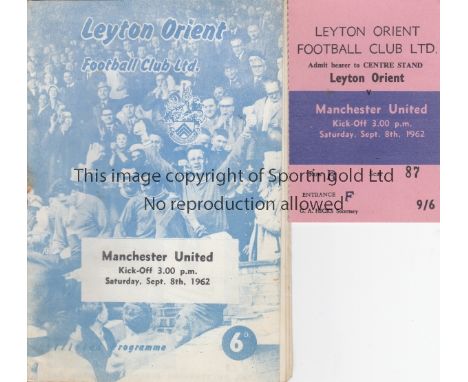 Leyton Orient
Football Club Ltd.
Manchester United
Kick-Off 3.00 p.m.
Saturday, Sept. 8th, 1962
Official Programme
6D.
LEYTON ORIENT
FOOTBALL CLUB LTD.
Admit bearer to CENTRE STAND
Leyton Orient
v
Manchester United
Kick-Off 3.00 p.m.
Saturday, Sept. 8th, 1962
87
ENTRANCE F
9/6
Secretary
This image copyright of Sportingold Ltd
No reproduction allowed